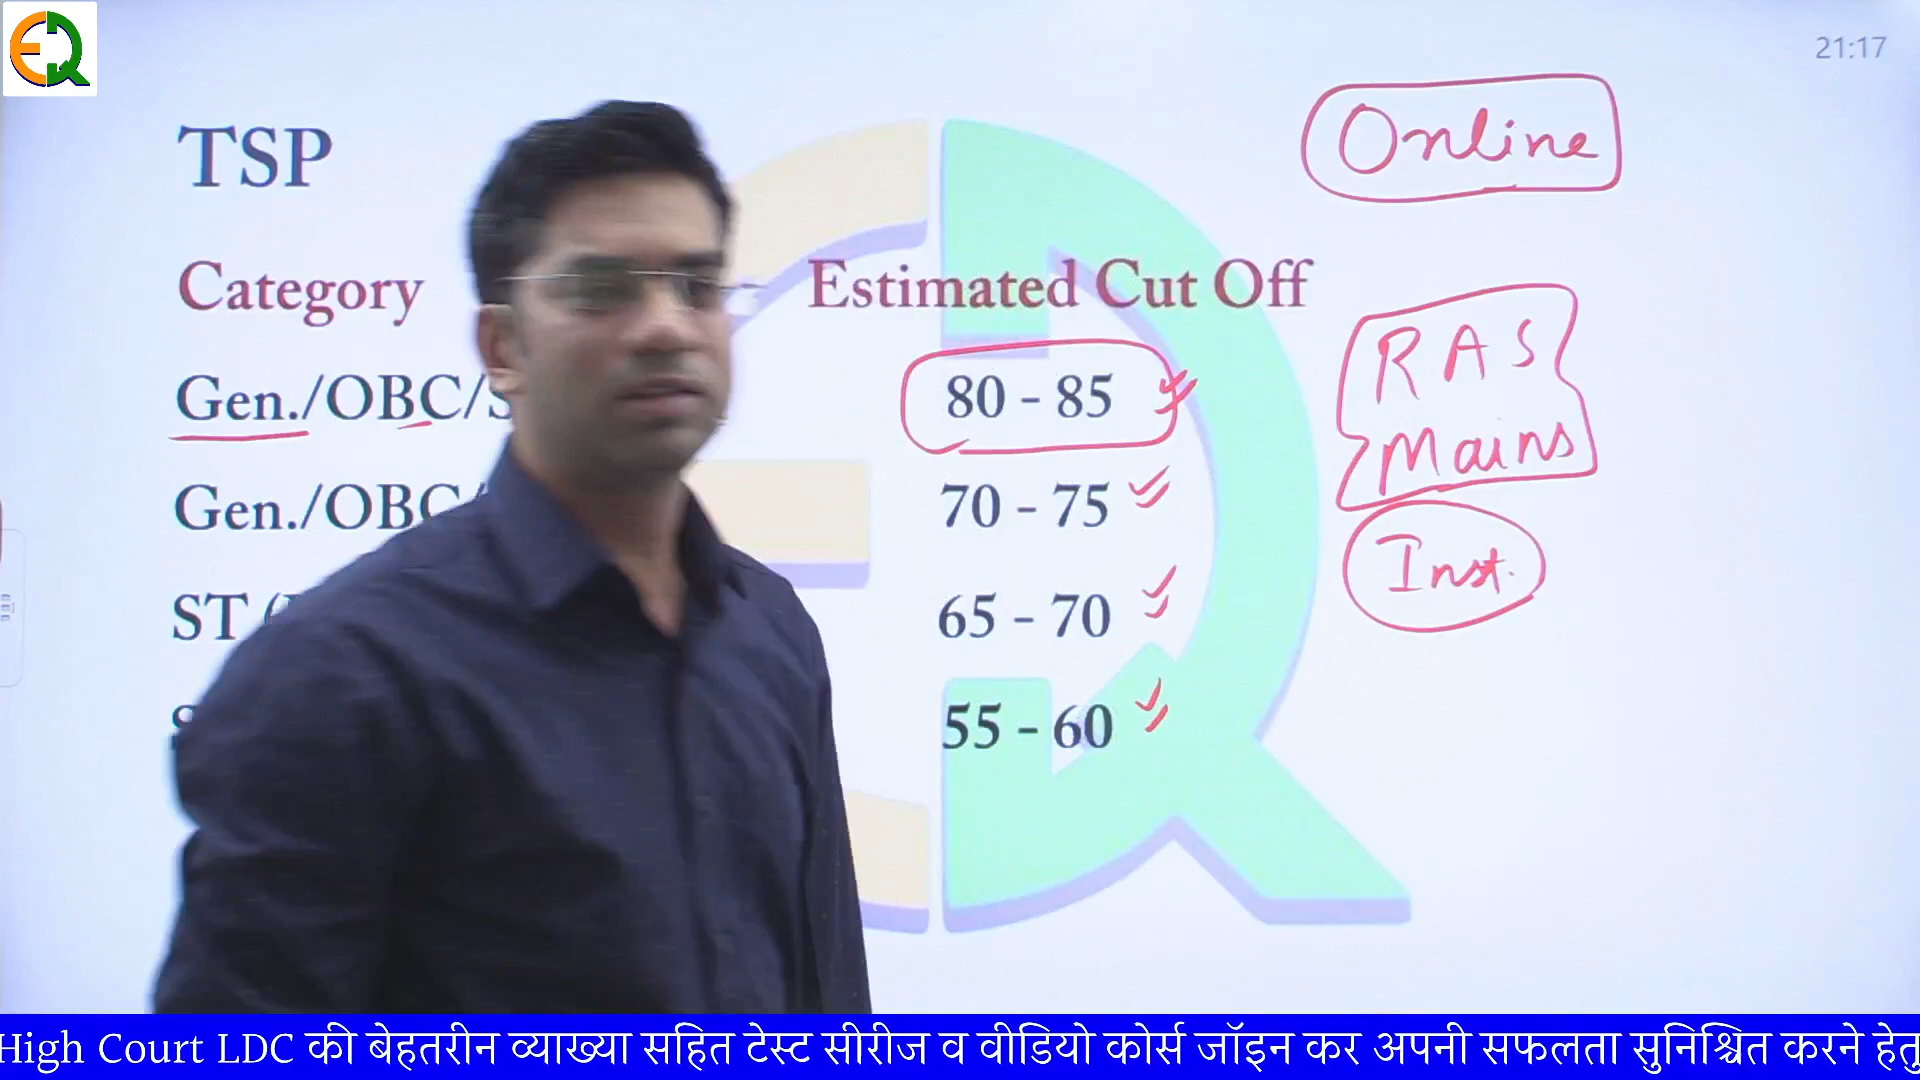 21:17
TSP
Online
Category Estimated Cut Off
Gen./OBC/ 80 - 85
RAS
Mains
Gen./OBC 70 - 75
Inst.
ST 65 - 70
55 - 60
High Court LDC की बेहतरीन व्याख्या सहित टेस्ट सीरीज व वीडियो कोर्स जॉइन कर अपनी सफलता सुनिश्चित करने हेतु